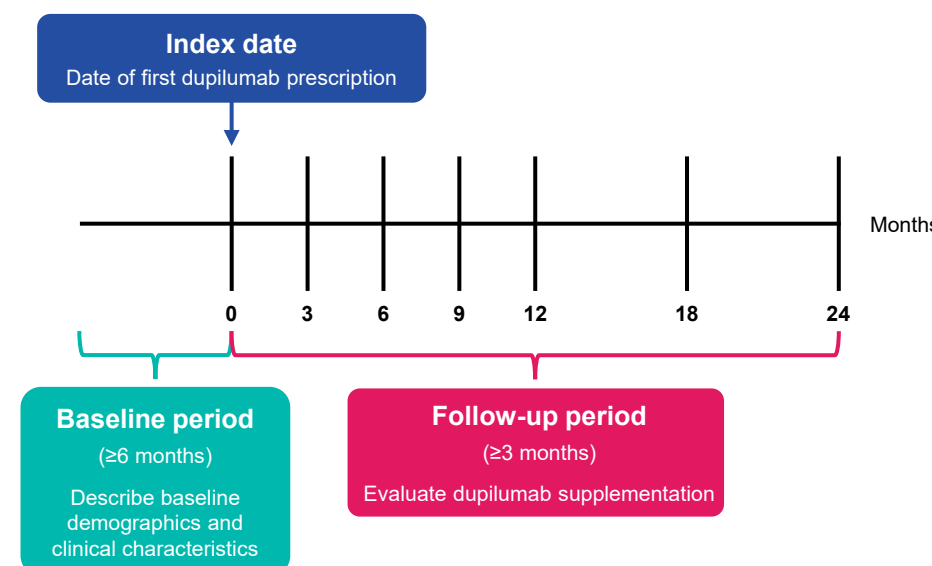 Index date
Date of first dupilumab prescription
Months
0 3 6 9 12 18 24
Baseline period
(≥6 months)
Describe baseline
demographics and
clinical characteristics
Follow-up period
(≥3 months)
Evaluate dupilumab supplementation